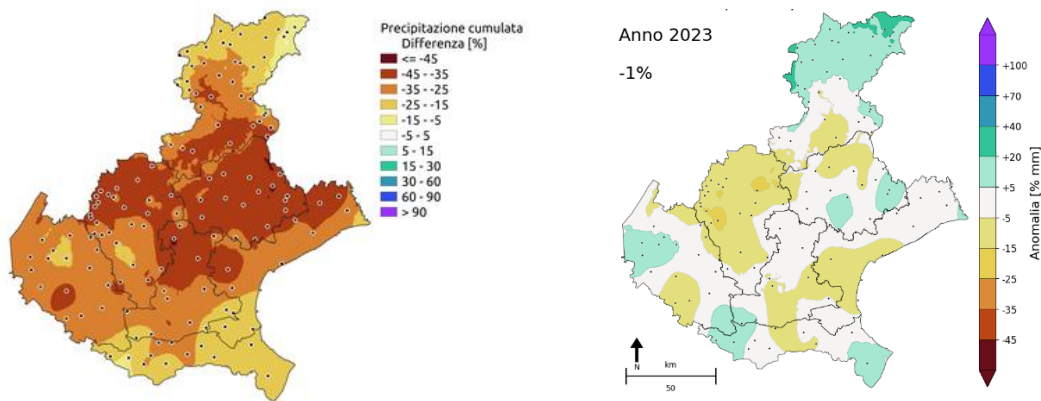 Precipitazione cumulata
Differenza [%]
<= -45
-45 - -35
-35 - -25
-25 - -15
-15 - -5
-5 - 5
5 - 15
15 - 30
30 - 60
60 - 90
> 90
Anno 2023
-1%
N
km
50
+100
+70
+40
+20
+5
-5
-15
-25
-35
-45
Anomalia [% mm]